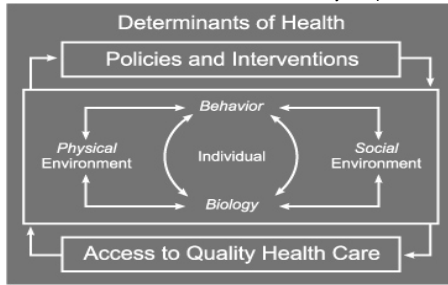 Determinants of Health
Policies and Interventions
Behavior
Physical
Environment
Individual
Social
Environment
Biology
Access to Quality Health Care